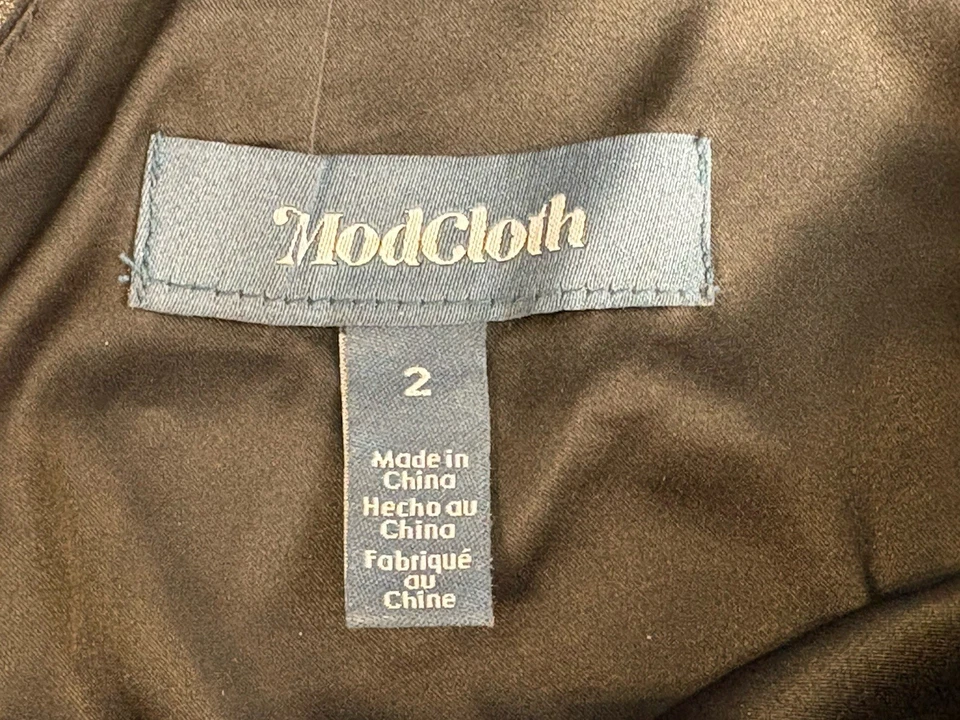 ModCloth
2
Made in
China
Hecho au
China
Fabriqué
au
Chine